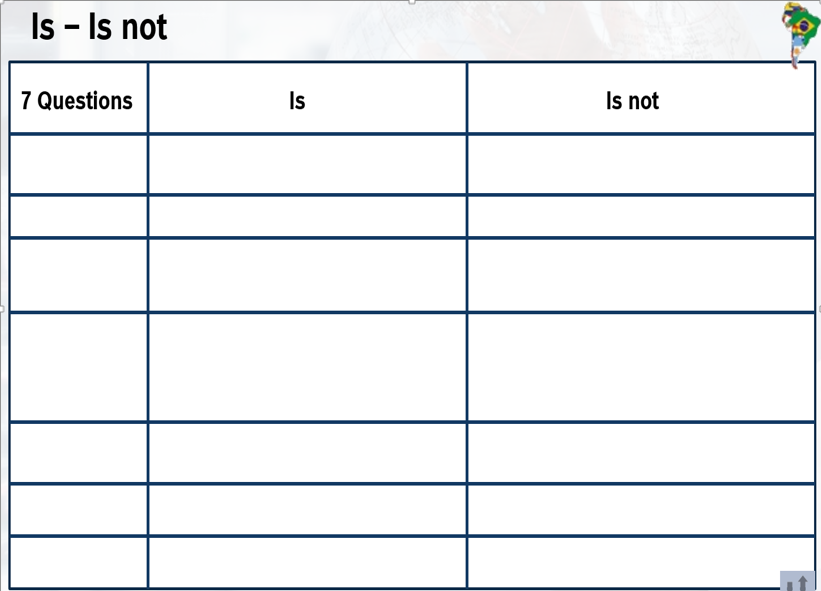 Is – Is not
7 Questions
Is
Is not